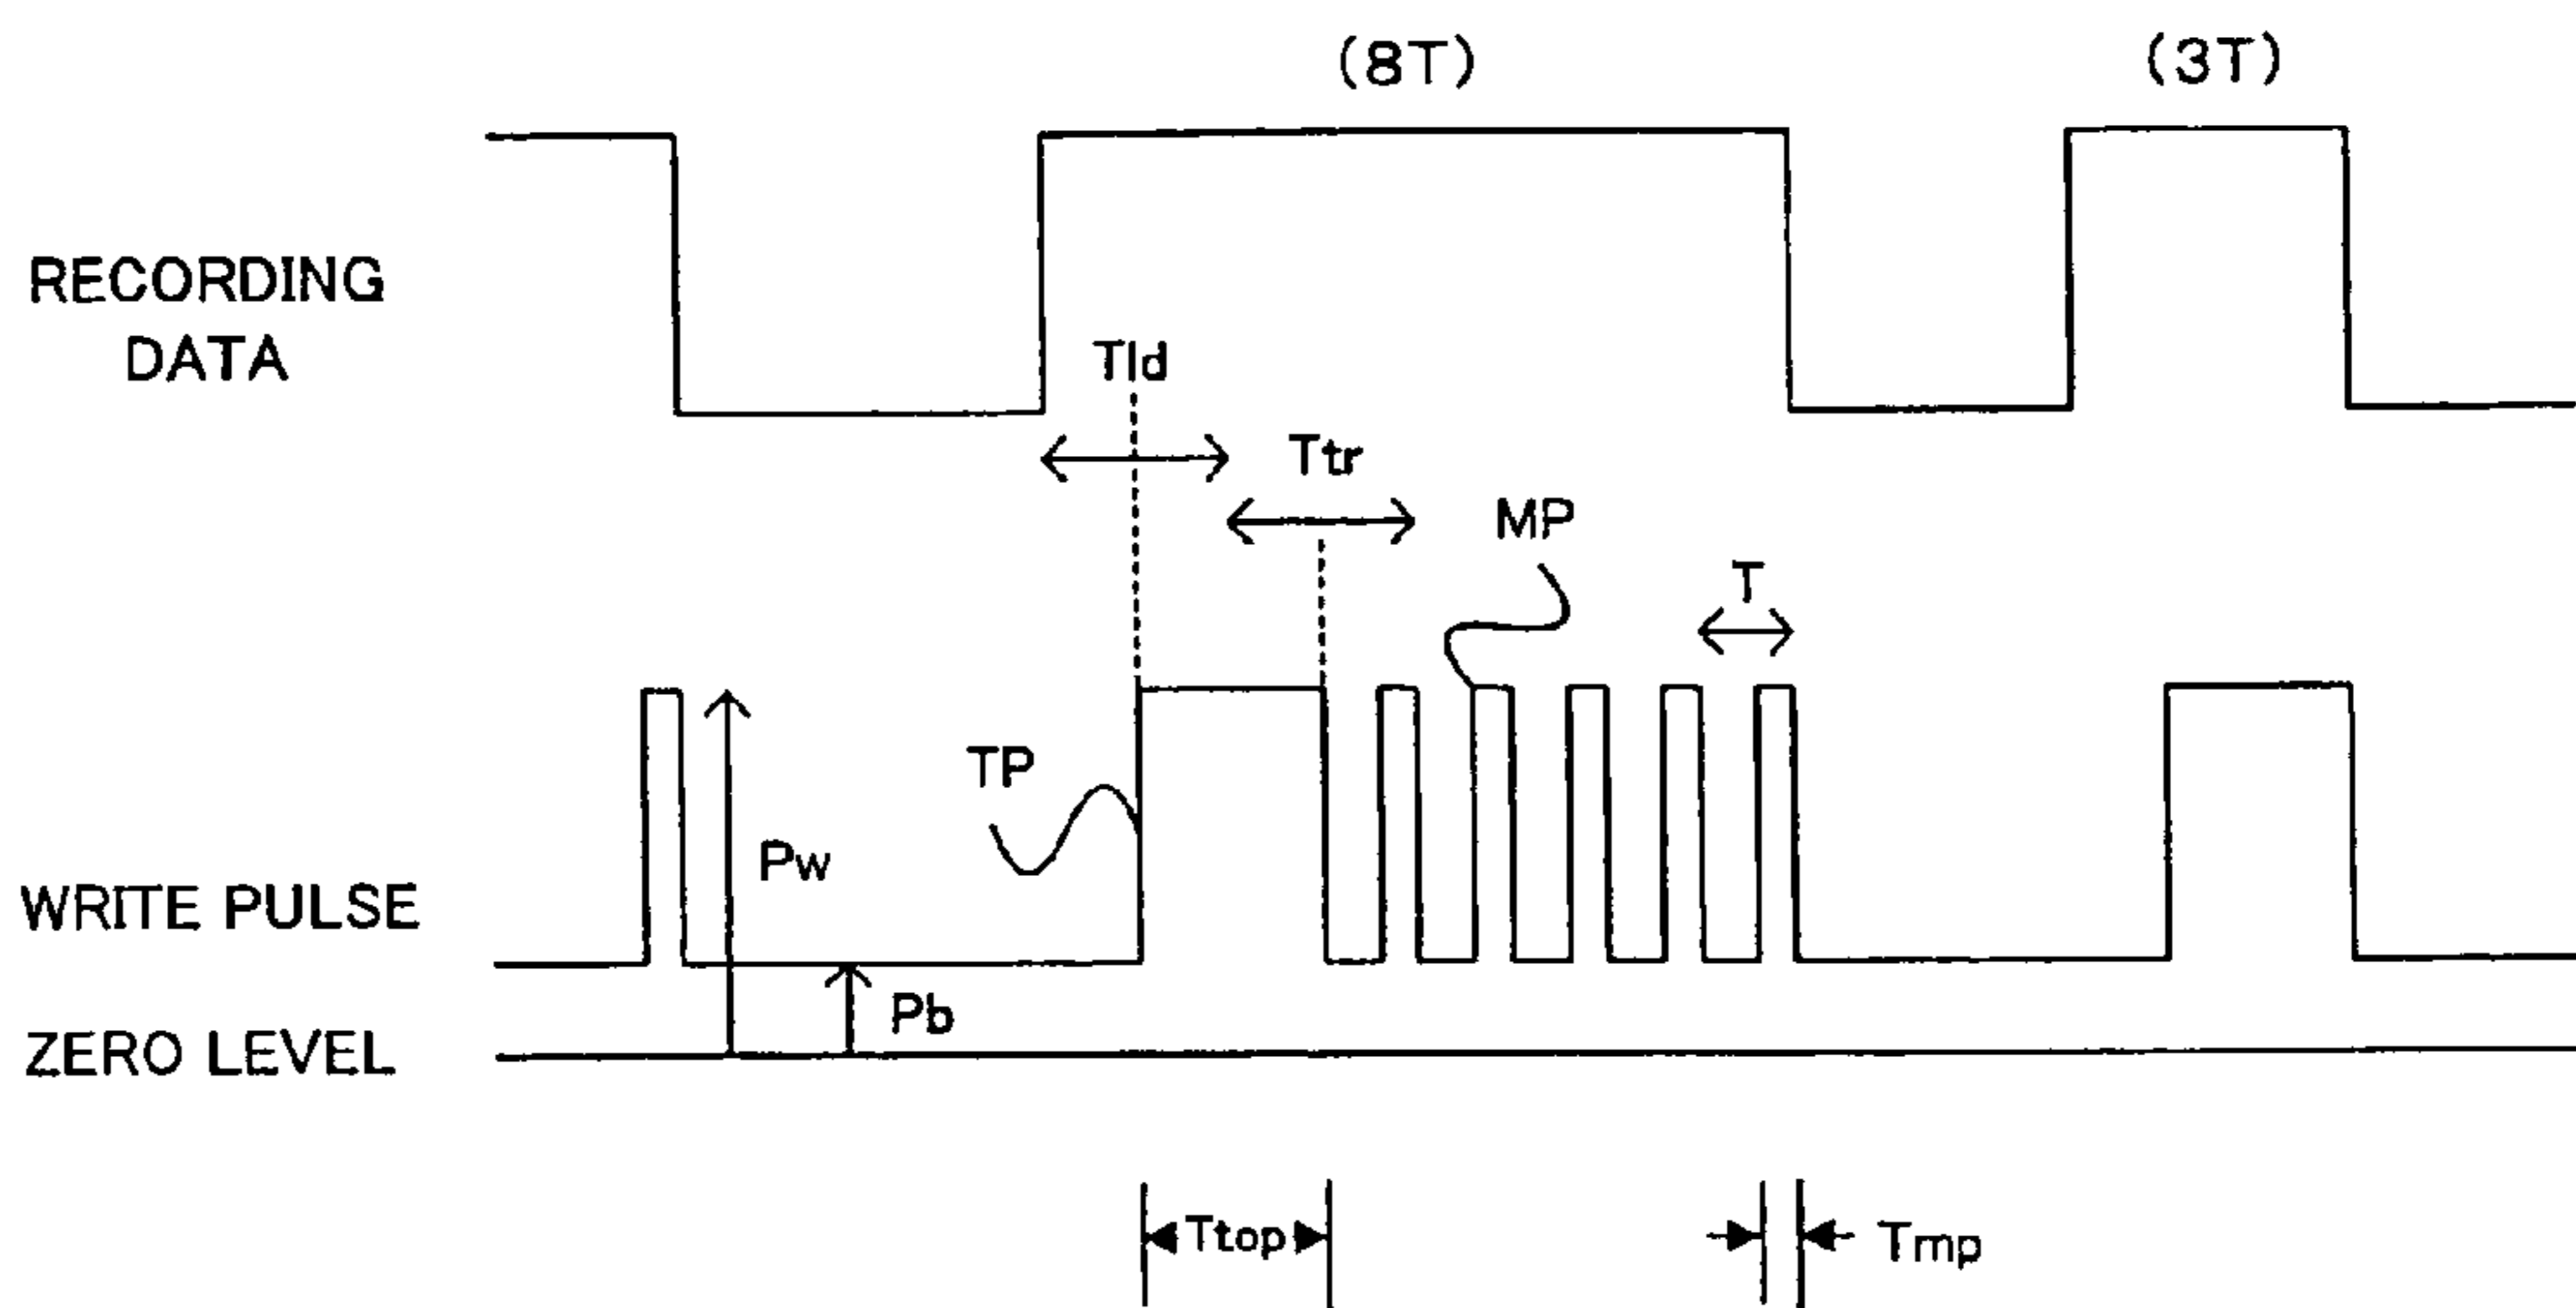 (8T)
(3T)
RECORDING
DATA
Tld
Ttr
MP
T
TP
Pw
WRITE PULSE
Pb
ZERO LEVEL
Ttop
Tmp